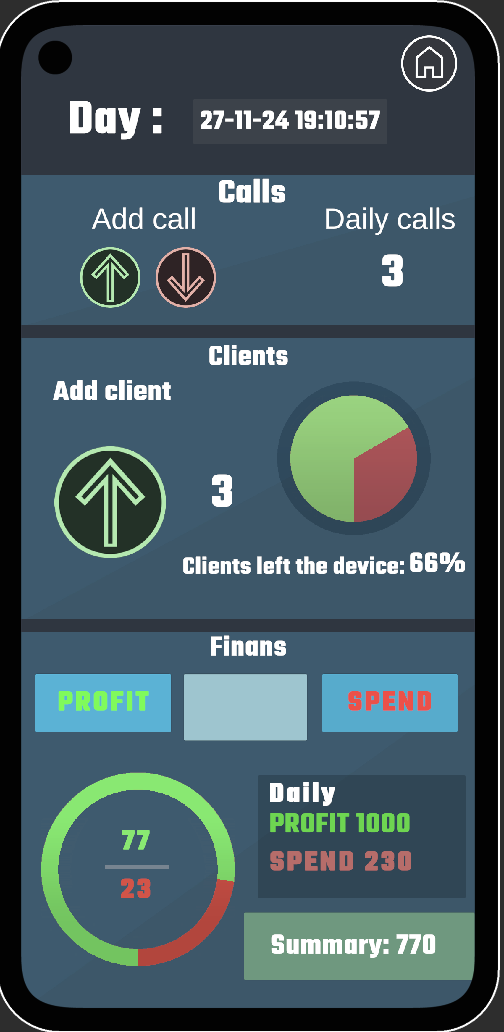 Day :
27-11-24 19:10:57
Calls
Add call
Daily calls
3
Clients
Add client
3
Clients left the device: 66%
Finans
PROFIT
SPEND
77
23
Daily
PROFIT 1000
SPEND 230
Summary: 770